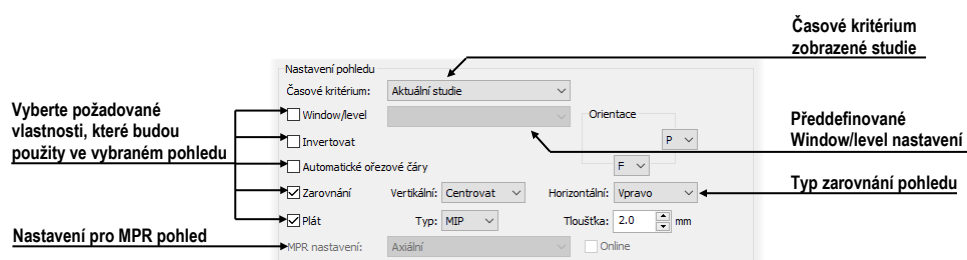 Časové kritérium
zobrazené studie
Nastavení pohledu
Časové kritérium: Aktuální studie
Vyberte požadované
vlastnosti, které budou
použity ve vybraném pohledu
Window/level
Orientace
Předdefinované
Window/level nastavení
Invertovat
P
Automatické ořezové čáry
F
Typ zarovnání pohledu
Zarovnání Vertikální: Centrovat Horizontální: Vpravo
Plát Typ: MIP Tloušťka: 2.0 mm
Nastavení pro MPR pohled
MPR nastavení: Axiální Online